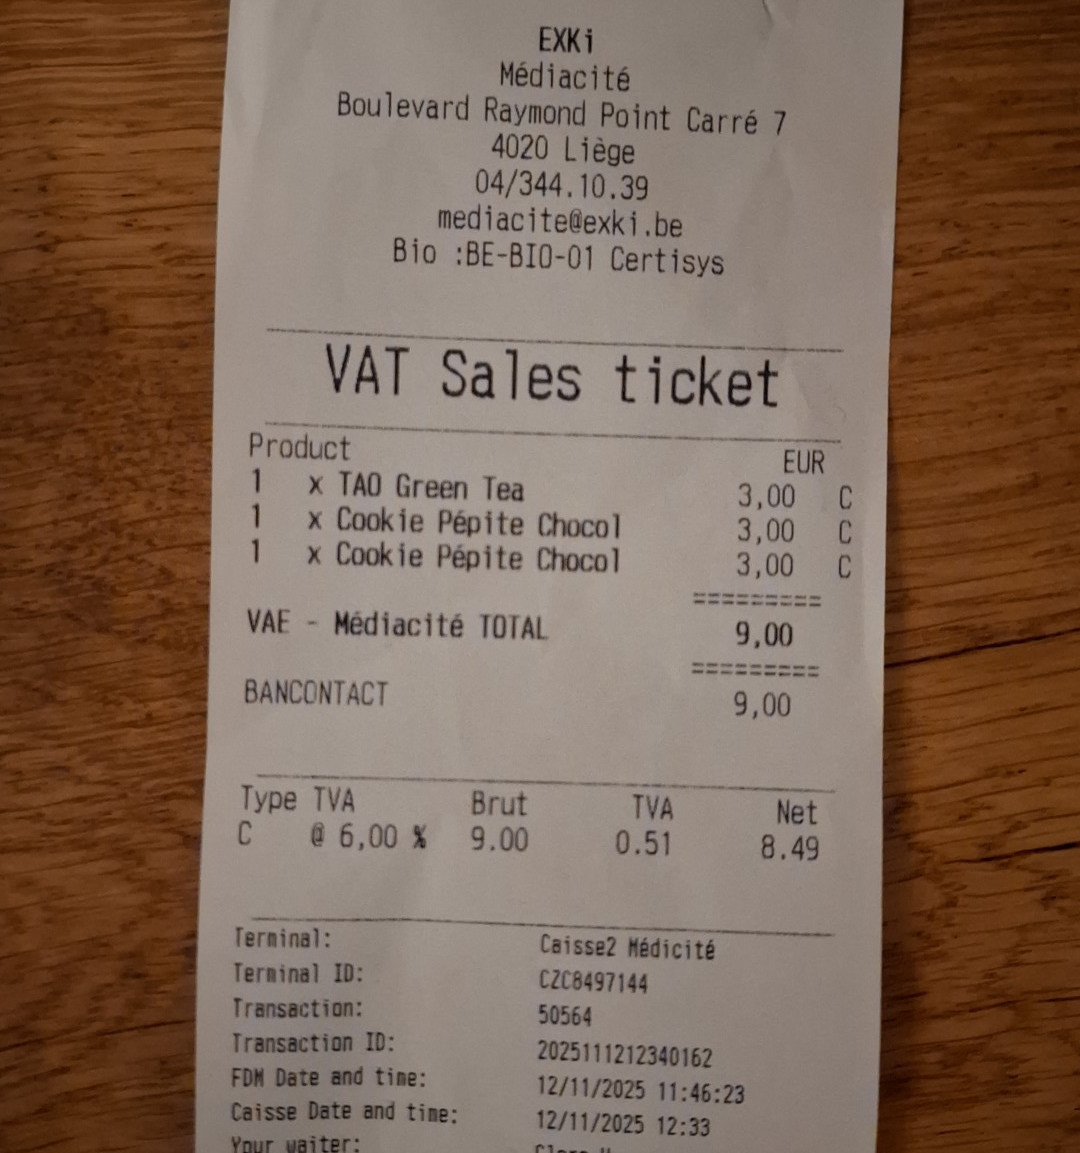 EXKi
Médiacité
Boulevard Raymond Point Carré 7
4020 Liège
04/344.10.39
mediacite@exki.be
Bio :BE-BIO-01 Certisys
VAT Sales ticket
Product EUR
1 x TAO Green Tea 3,00 C
1 x Cookie Pépite Chocol 3,00 C
1 x Cookie Pépite Chocol 3,00 C
=========
VAE - Médiacité TOTAL 9,00
=========
BANCONTACT 9,00
Type TVA Brut TVA Net
C @ 6,00 % 9.00 0.51 8.49
Terminal: Caisse2 Médicité
Terminal ID: CZC8497144
Transaction: 50564
Transaction ID: 2025111212340162
FDM Date and time: 12/11/2025 11:46:23
Caisse Date and time: 12/11/2025 12:33
Your waiter: